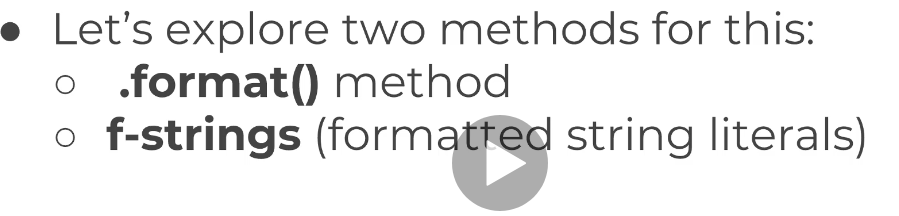 ● Let's explore two methods for this:
○ .format() method
○ f-strings (formatted string literals)